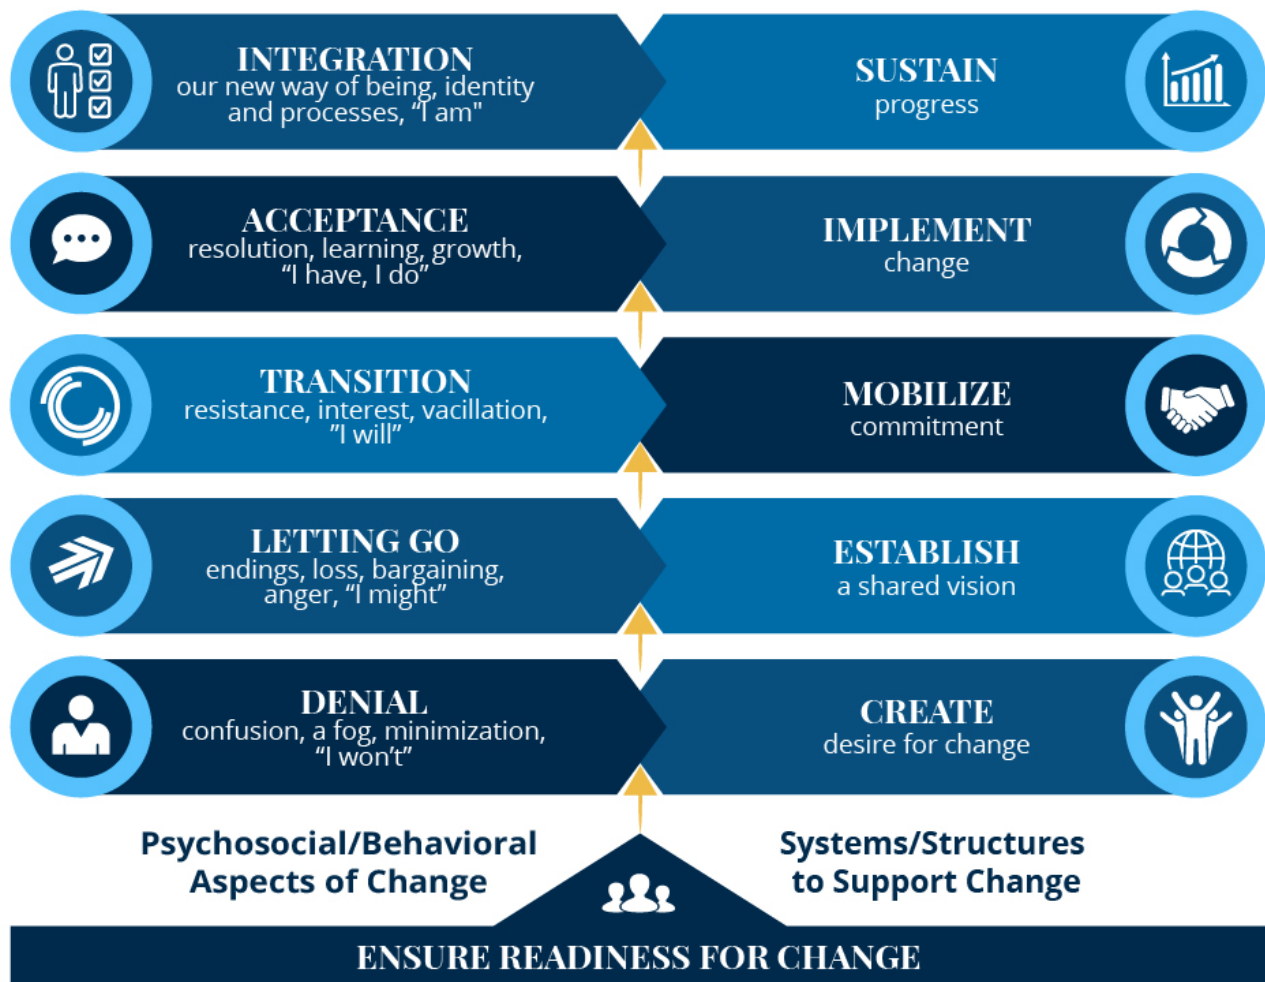 INTEGRATION
our new way of being, identity
and processes, “I am"
SUSTAIN
progress
ACCEPTANCE
resolution, learning, growth,
“I have, I do”
IMPLEMENT
change
TRANSITION
resistance, interest, vacillation,
”I will”
MOBILIZE
commitment
LETTING GO
endings, loss, bargaining,
anger, “I might”
ESTABLISH
a shared vision
DENIAL
confusion, a fog, minimization,
“I won’t”
CREATE
desire for change
Psychosocial/Behavioral
Aspects of Change
Systems/Structures
to Support Change
ENSURE READINESS FOR CHANGE